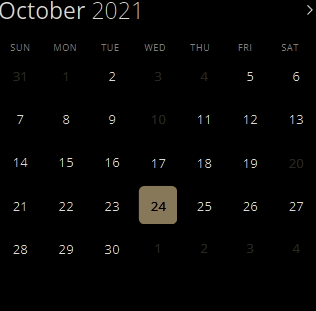 October 2021
SUN MON TUE WED THU FRI SAT
31 1 2 3 4 5 6
7 8 9 10 11 12 13
14 15 16 17 18 19 20
21 22 23 24 25 26 27
28 29 30 1 2 3 4